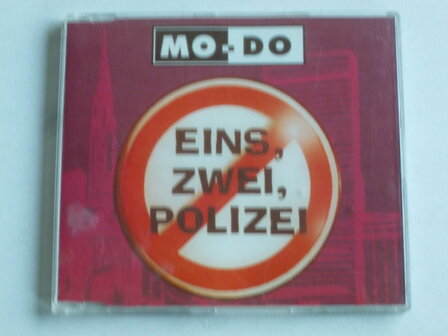 MO-DO
EINS,
ZWEI,
POLIZEI